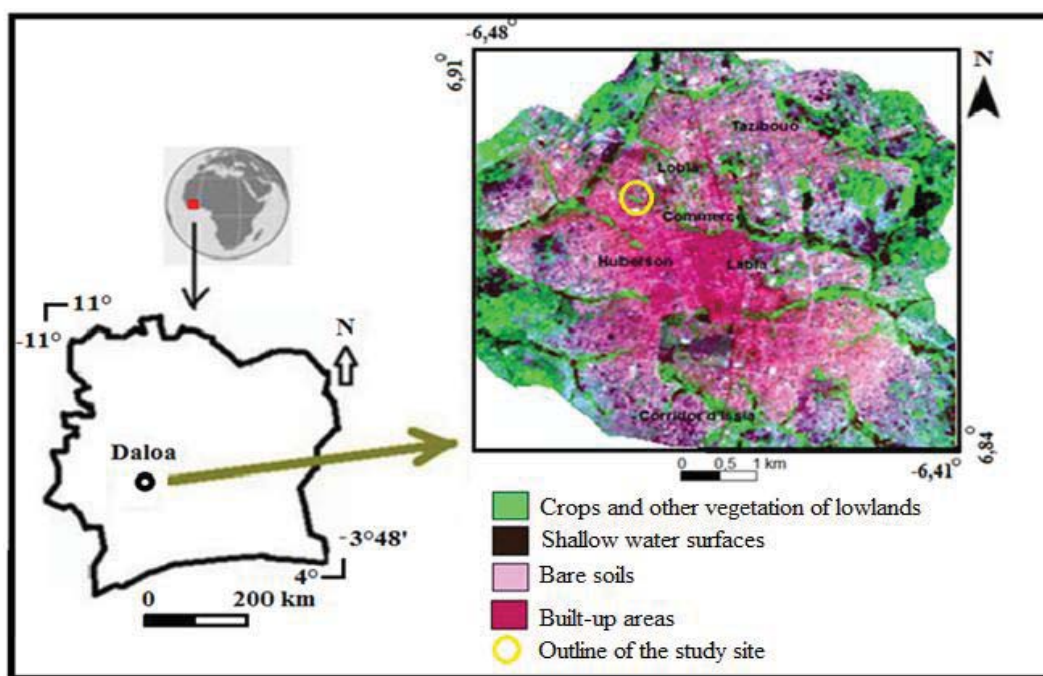 -6,48°
6,91°
N
Tazibouo
Lobia
Commerce
Huberson
Labia
Corridor d'Issia
6,84°
-6,41°
0 0,5 1 km
11°
-11°
N
Daloa
-3°48'
4°
0 200 km
Crops and other vegetation of lowlands
Shallow water surfaces
Bare soils
Built-up areas
Outline of the study site